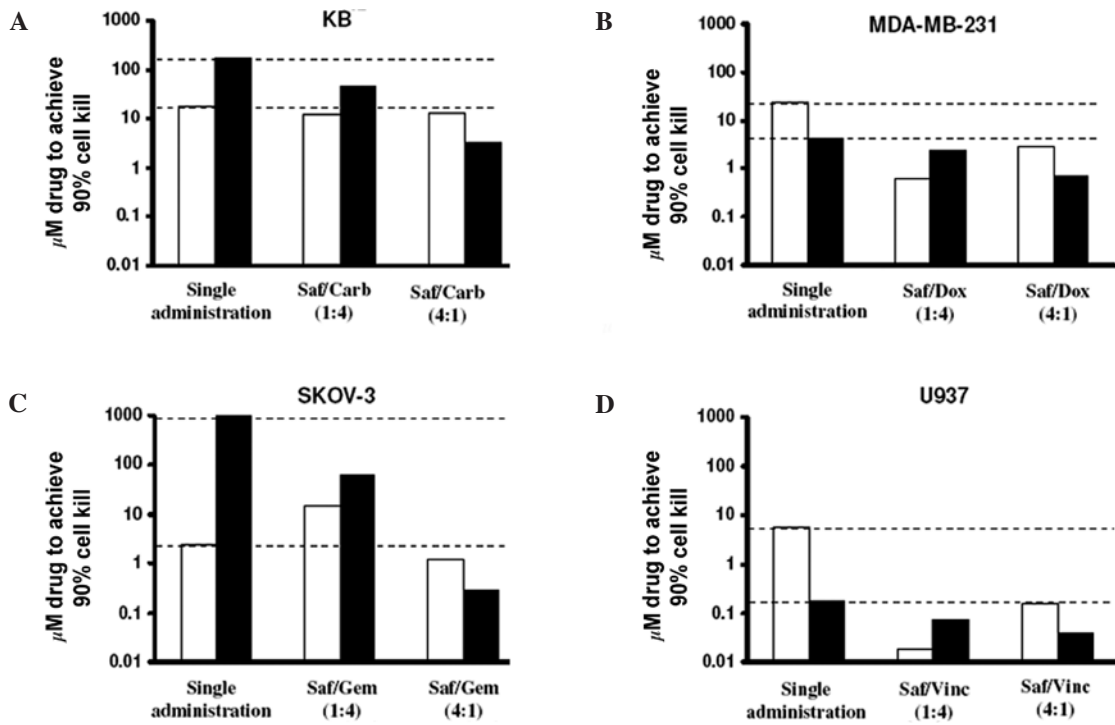 A
KB
μM drug to achieve
90% cell kill
1000
100
10
1
0.1
0.01
Single
administration
Saf/Carb
(1:4)
Saf/Carb
(4:1)
B
MDA-MB-231
μM drug to achieve
90% cell kill
1000
100
10
1
0.1
0.01
Single
administration
Saf/Dox
(1:4)
Saf/Dox
(4:1)
C
SKOV-3
μM drug to achieve
90% cell kill
1000
100
10
1
0.1
0.01
Single
administration
Saf/Gem
(1:4)
Saf/Gem
(4:1)
D
U937
μM drug to achieve
90% cell kill
1000
100
10
1
0.1
0.01
Single
administration
Saf/Vinc
(1:4)
Saf/Vinc
(4:1)